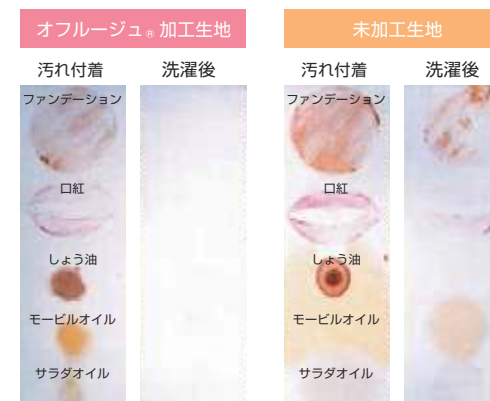 オフルージュ® 加工生地
未加工生地
汚れ付着
洗濯後
汚れ付着
洗濯後
ファンデーション
口紅
しょう油
モービルオイル
サラダオイル
ファンデーション
口紅
しょう油
モービルオイル
サラダオイル